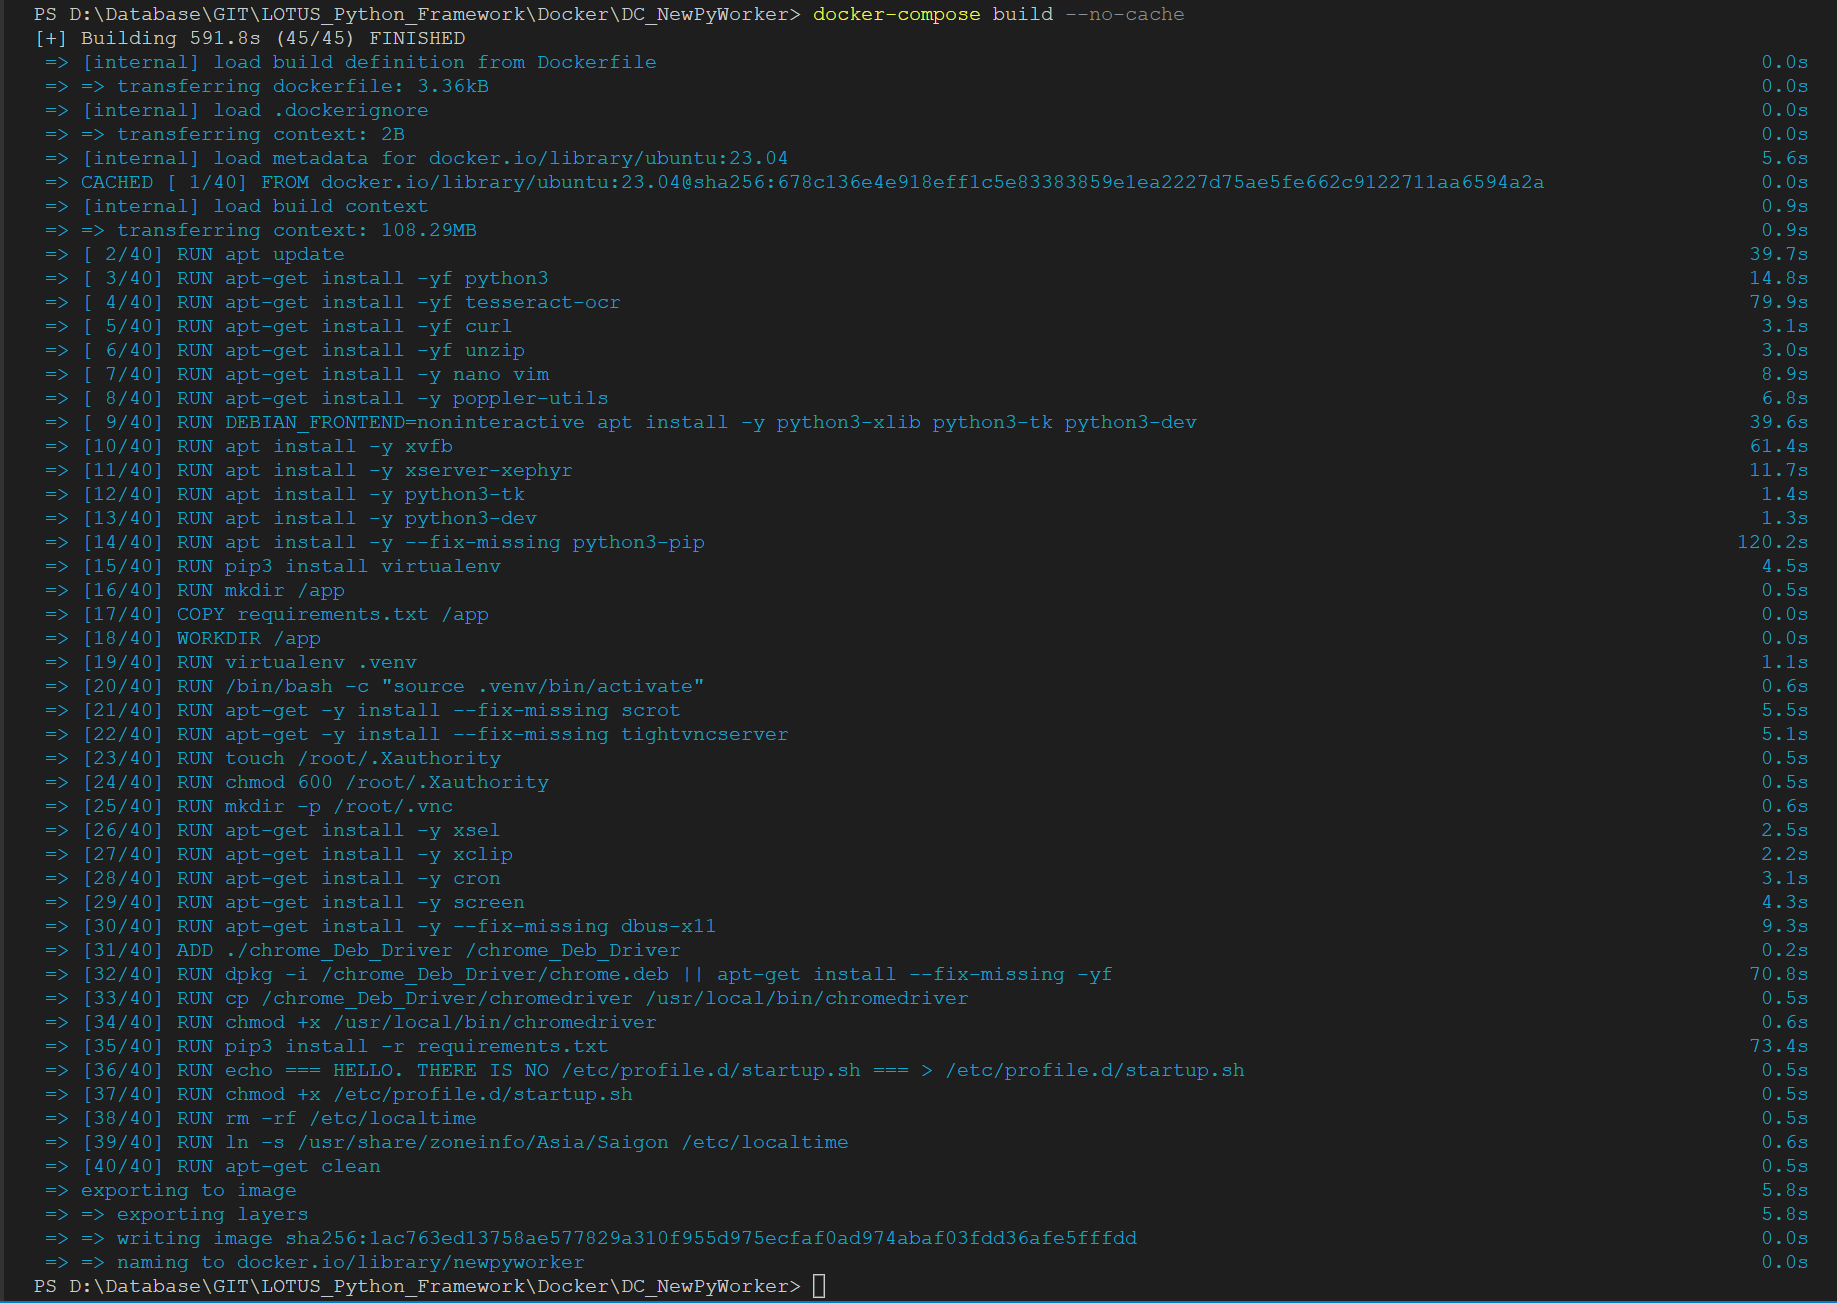 PS D:\Database\GIT\LOTUS_Python_Framework\Docker\DC_NewPyWorker> docker-compose build --no-cache
[+] Building 591.8s (45/45) FINISHED
=> [internal] load build definition from Dockerfile 0.0s
=> => transferring dockerfile: 3.36kB 0.0s
=> [internal] load .dockerignore 0.0s
=> => transferring context: 2B 0.0s
=> [internal] load metadata for docker.io/library/ubuntu:23.04 5.6s
=> CACHED [ 1/40] FROM docker.io/library/ubuntu:23.04@sha256:678c136e4e918eff1c5e83383859e1ea2227d75ae5fe662c9122711aa6594a2a 0.0s
=> [internal] load build context 0.9s
=> => transferring context: 108.29MB 0.9s
=> [ 2/40] RUN apt update 39.7s
=> [ 3/40] RUN apt-get install -yf python3 14.8s
=> [ 4/40] RUN apt-get install -yf tesseract-ocr 79.9s
=> [ 5/40] RUN apt-get install -yf curl 3.1s
=> [ 6/40] RUN apt-get install -yf unzip 3.0s
=> [ 7/40] RUN apt-get install -y nano vim 8.9s
=> [ 8/40] RUN apt-get install -y poppler-utils 6.8s
=> [ 9/40] RUN DEBIAN_FRONTEND=noninteractive apt install -y python3-xlib python3-tk python3-dev 39.6s
=> [10/40] RUN apt install -y xvfb 61.4s
=> [11/40] RUN apt install -y xserver-xephyr 11.7s
=> [12/40] RUN apt install -y python3-tk 1.4s
=> [13/40] RUN apt install -y python3-dev 1.3s
=> [14/40] RUN apt install -y --fix-missing python3-pip 120.2s
=> [15/40] RUN pip3 install virtualenv 4.5s
=> [16/40] RUN mkdir /app 0.5s
=> [17/40] COPY requirements.txt /app 0.0s
=> [18/40] WORKDIR /app 0.0s
=> [19/40] RUN virtualenv .venv 1.1s
=> [20/40] RUN /bin/bash -c "source .venv/bin/activate" 0.6s
=> [21/40] RUN apt-get -y install --fix-missing scrot 5.5s
=> [22/40] RUN apt-get -y install --fix-missing tightvncserver 5.1s
=> [23/40] RUN touch /root/.Xauthority 0.5s
=> [24/40] RUN chmod 600 /root/.Xauthority 0.5s
=> [25/40] RUN mkdir -p /root/.vnc 0.6s
=> [26/40] RUN apt-get install -y xsel 2.5s
=> [27/40] RUN apt-get install -y xclip 2.2s
=> [28/40] RUN apt-get install -y cron 3.1s
=> [29/40] RUN apt-get install -y screen 4.3s
=> [30/40] RUN apt-get install -y --fix-missing dbus-x11 9.3s
=> [31/40] ADD ./chrome_Deb_Driver /chrome_Deb_Driver 0.2s
=> [32/40] RUN dpkg -i /chrome_Deb_Driver/chrome.deb || apt-get install --fix-missing -yf 70.8s
=> [33/40] RUN cp /chrome_Deb_Driver/chromedriver /usr/local/bin/chromedriver 0.5s
=> [34/40] RUN chmod +x /usr/local/bin/chromedriver 0.6s
=> [35/40] RUN pip3 install -r requirements.txt 73.4s
=> [36/40] RUN echo === HELLO. THERE IS NO /etc/profile.d/startup.sh === > /etc/profile.d/startup.sh 0.5s
=> [37/40] RUN chmod +x /etc/profile.d/startup.sh 0.5s
=> [38/40] RUN rm -rf /etc/localtime 0.5s
=> [39/40] RUN ln -s /usr/share/zoneinfo/Asia/Saigon /etc/localtime 0.6s
=> [40/40] RUN apt-get clean 0.5s
=> exporting to image 5.8s
=> => exporting layers 5.8s
=> => writing image sha256:1ac763ed13758ae577829a310f955d975ecfaf0ad974abaf03fdd36afe5fffdd 0.0s
=> => naming to docker.io/library/newpyworker 0.0s
PS D:\Database\GIT\LOTUS_Python_Framework\Docker\DC_NewPyWorker>